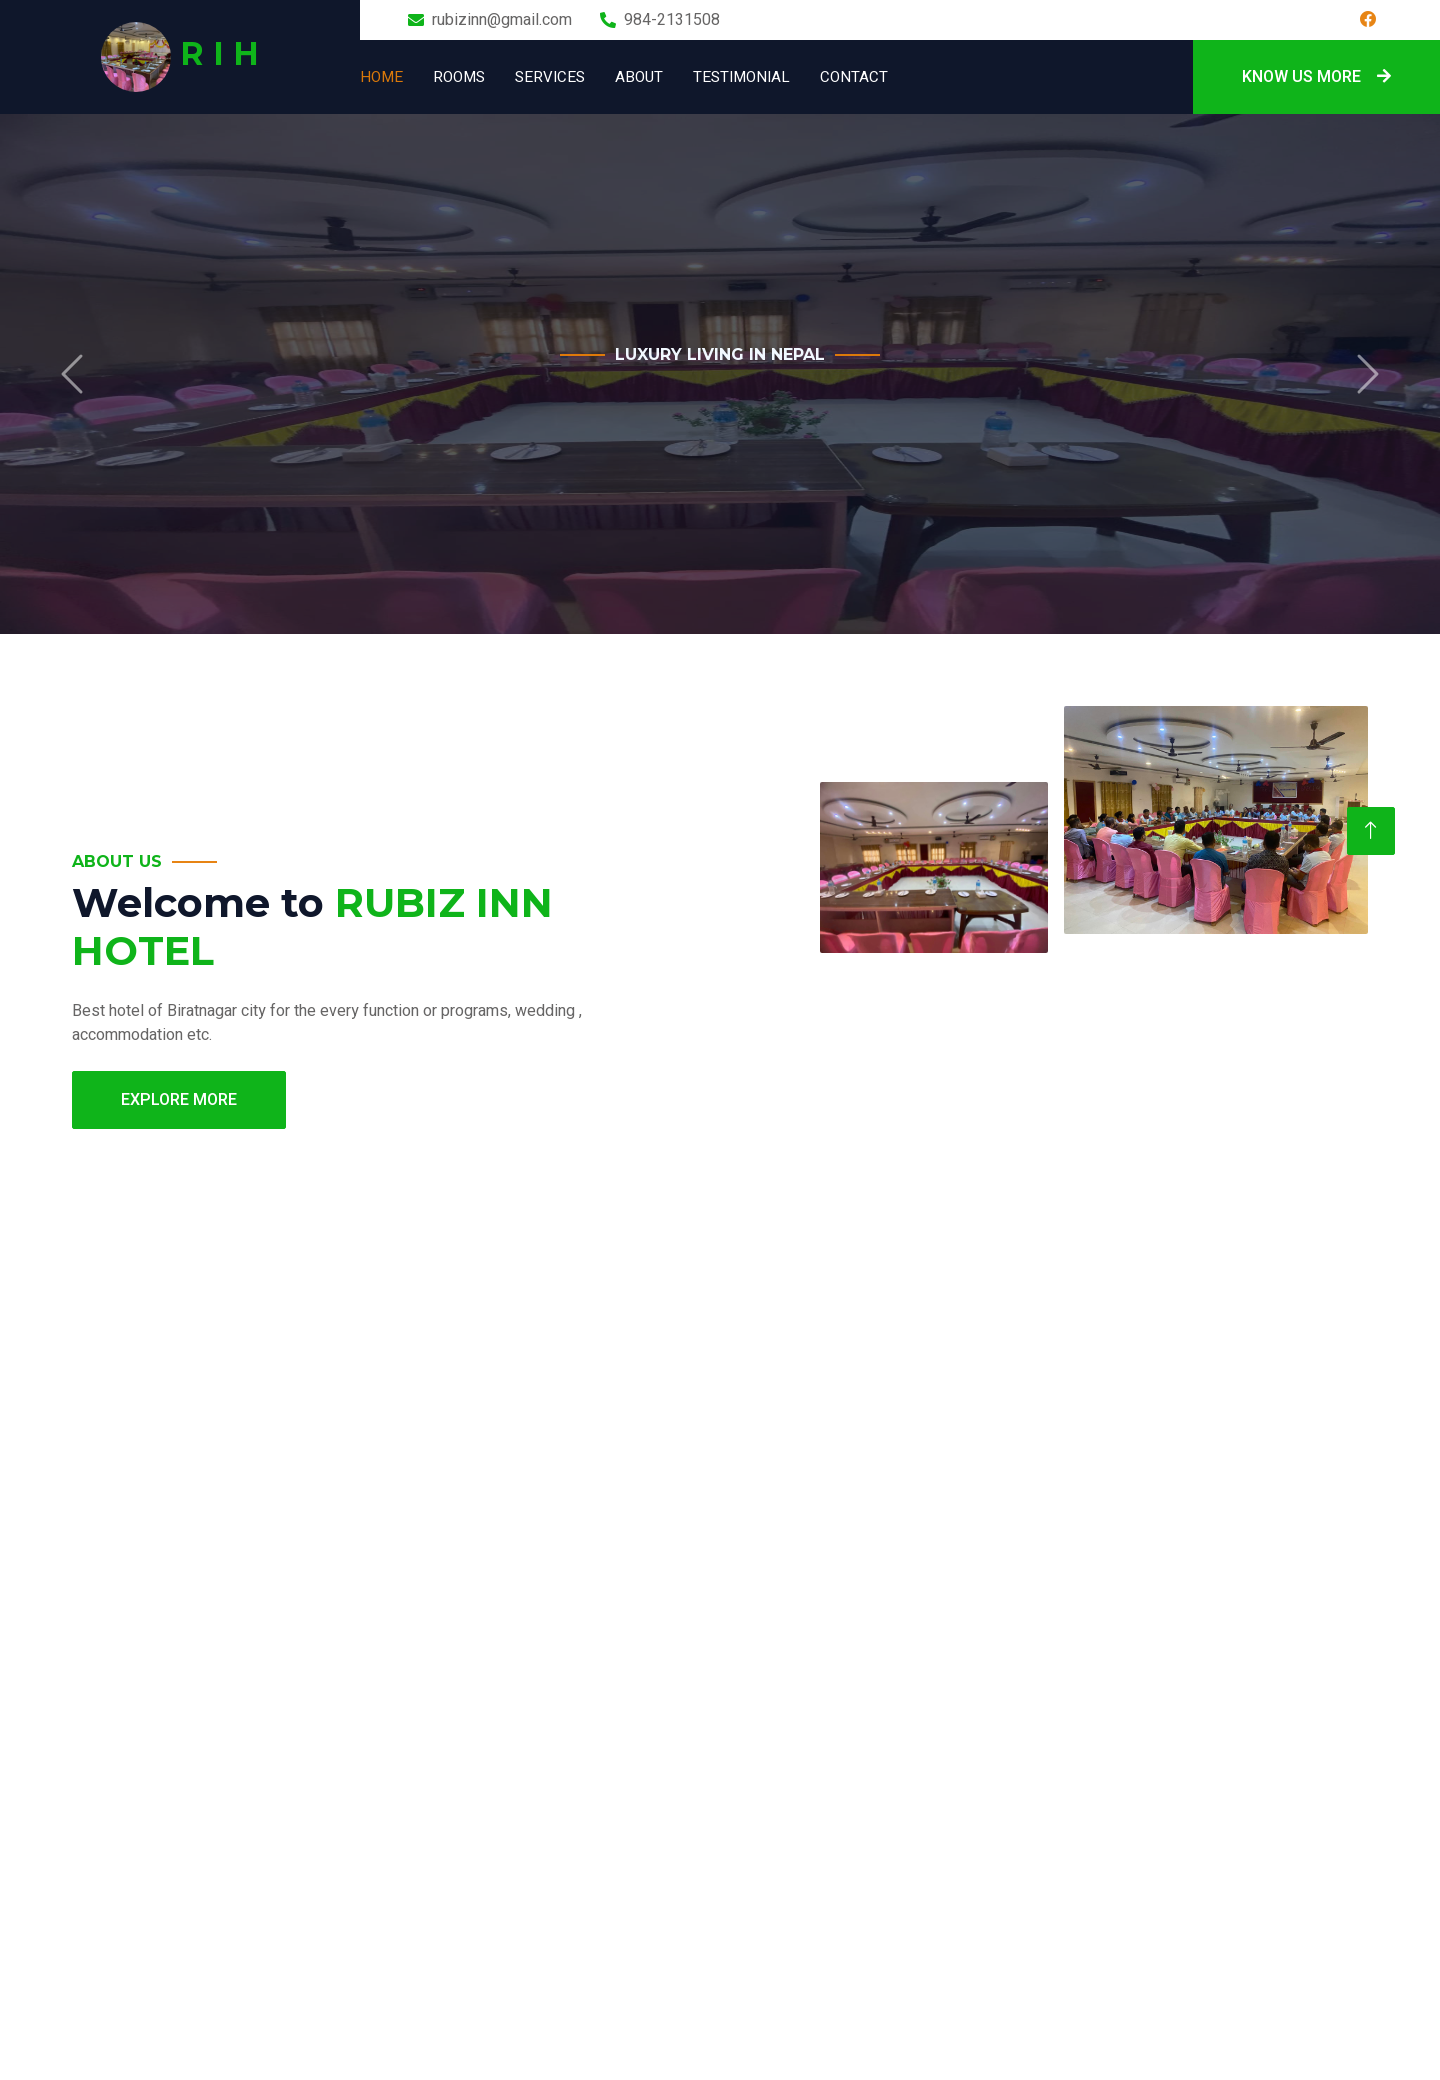 R I H
rubizinn@gmail.com 984-2131508
HOME ROOMS SERVICES ABOUT TESTIMONIAL CONTACT KNOW US MORE
LUXURY LIVING IN NEPAL
ABOUT US
Welcome to RUBIZ INN
HOTEL
Best hotel of Biratnagar city for the every function or programs, wedding ,
accommodation etc.
EXPLORE MORE